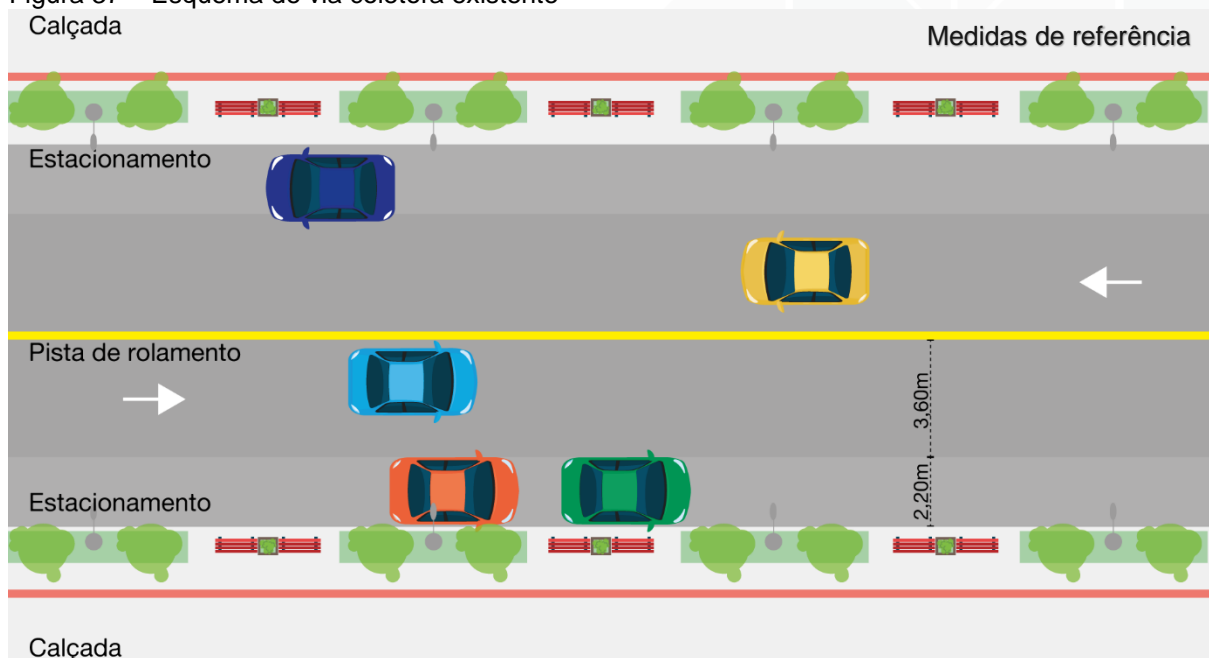 Calçada
Medidas de referência
Estacionamento
Pista de rolamento
3,60m
Estacionamento
2,20m
Calçada